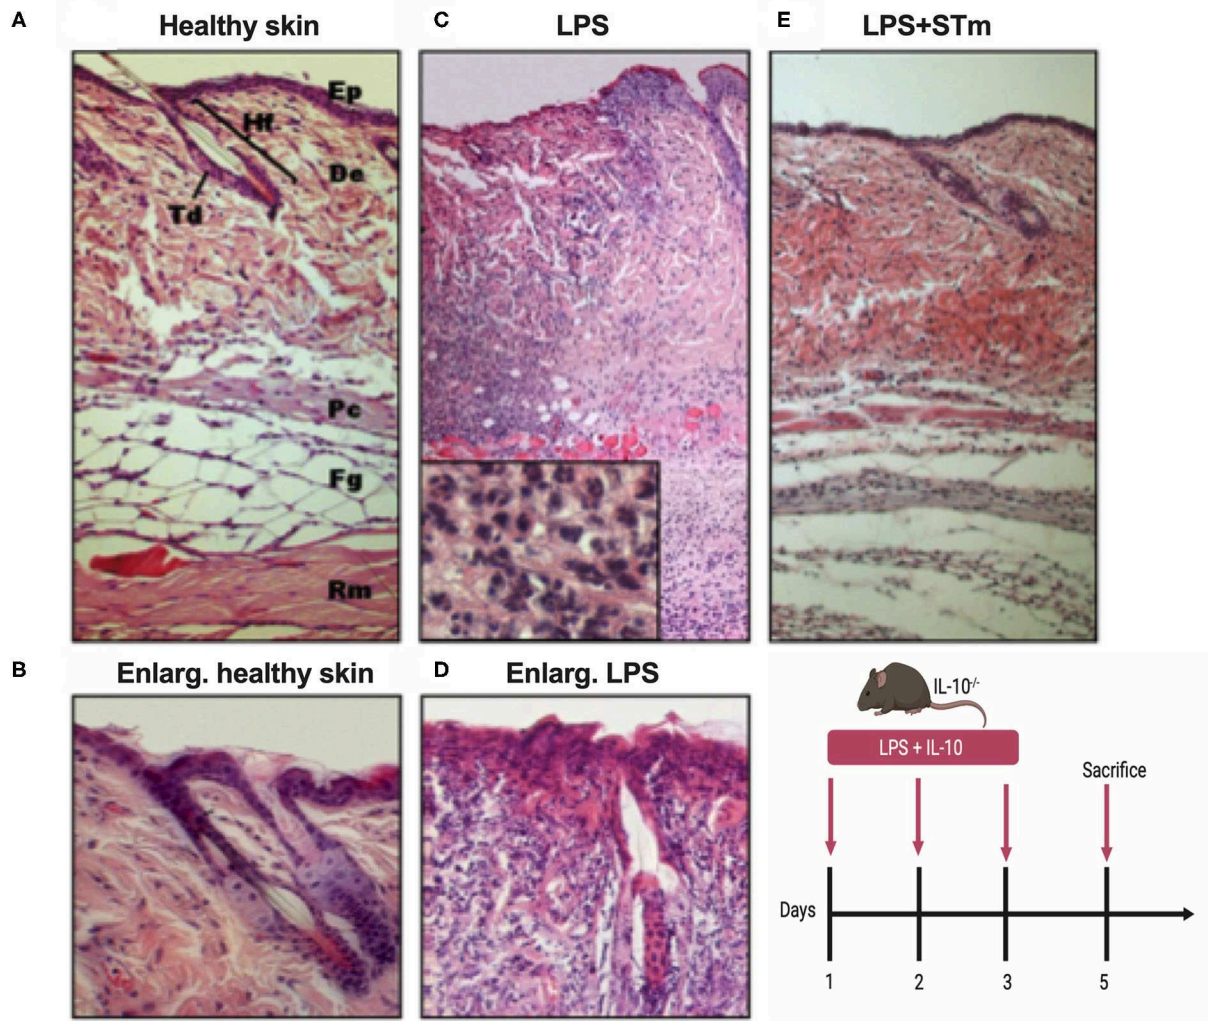 A
Healthy skin
C
LPS
E
LPS+STm
Ep
Hf
De
Td
Pc
Fg
Rm
B
Enlarg. healthy skin
D
Enlarg. LPS
IL-10-/-
LPS + IL-10
Sacrifice
Days
1
2
3
5